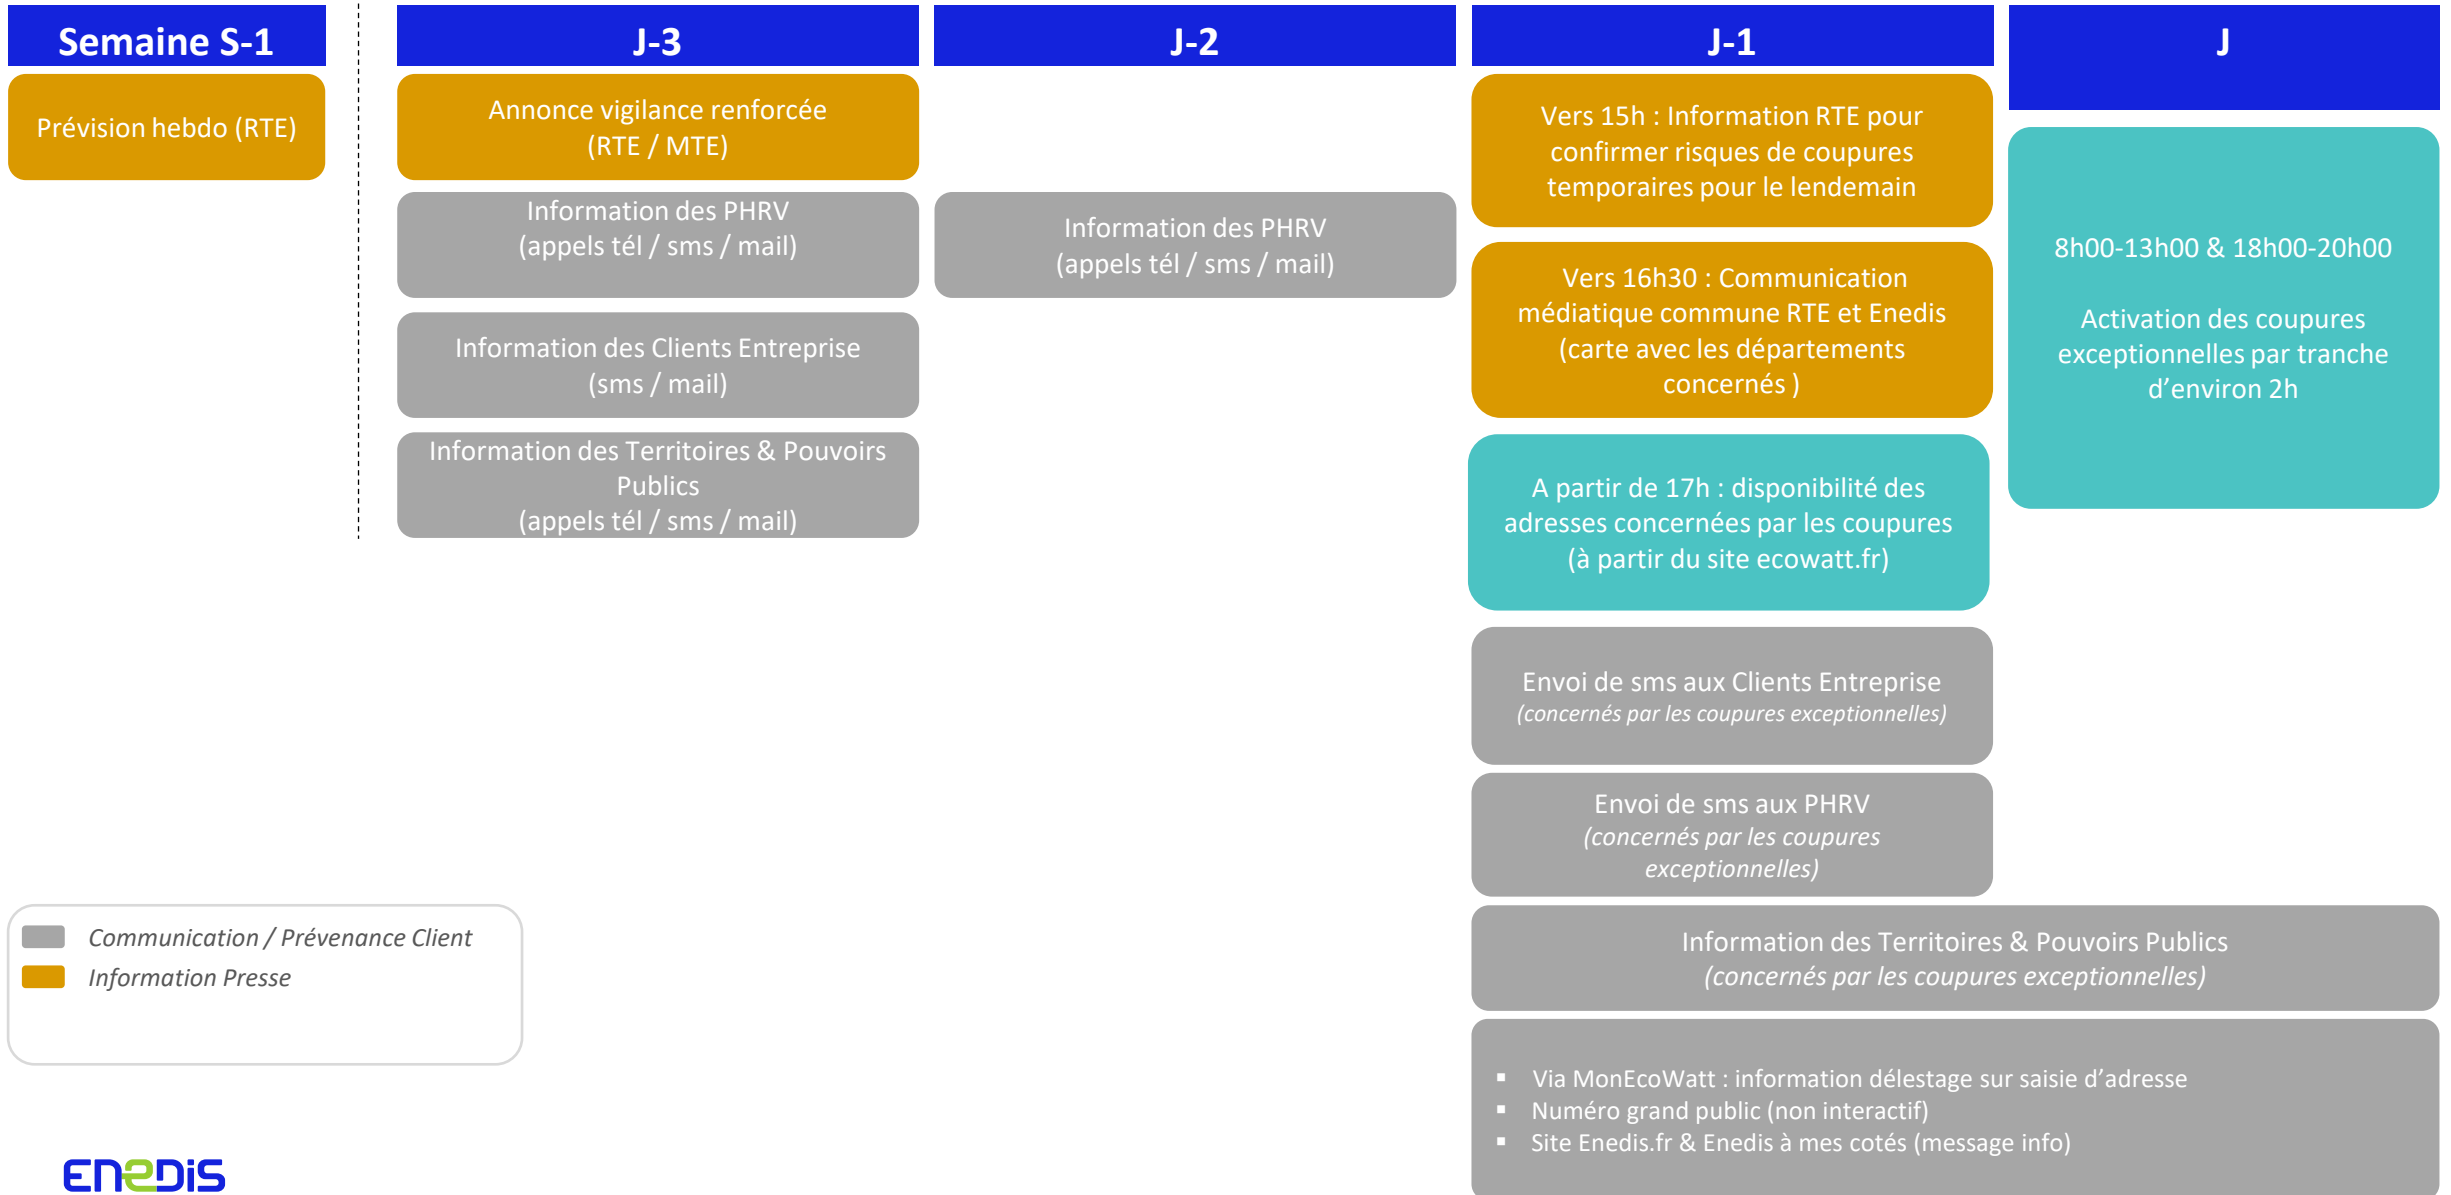 Semaine S-1
Prévision hebdo (RTE)
J-3
Annonce vigilance renforcée
(RTE / MTE)
Information des PHRV
(appels tél / sms / mail)
Information des Clients Entreprise
(sms / mail)
Information des Territoires & Pouvoirs
Publics
(appels tél / sms / mail)
J-2
Information des PHRV
(appels tél / sms / mail)
J-1
Vers 15h : Information RTE pour
confirmer risques de coupures
temporaires pour le lendemain
Vers 16h30 : Communication
médiatique commune RTE et Enedis
(carte avec les départements
concernés )
A partir de 17h : disponibilité des
adresses concernées par les coupures
(à partir du site ecowatt.fr)
Envoi de sms aux Clients Entreprise
(concernés par les coupures exceptionnelles)
Envoi de sms aux PHRV
(concernés par les coupures
exceptionnelles)
J
8h00-13h00 & 18h00-20h00
Activation des coupures
exceptionnelles par tranche
d’environ 2h
Information des Territoires & Pouvoirs Publics
(concernés par les coupures exceptionnelles)
▪ Via MonEcoWatt : information délestage sur saisie d’adresse
▪ Numéro grand public (non interactif)
▪ Site Enedis.fr & Enedis à mes cotés (message info)
Communication / Prévenance Client
Information Presse
ENEDIS